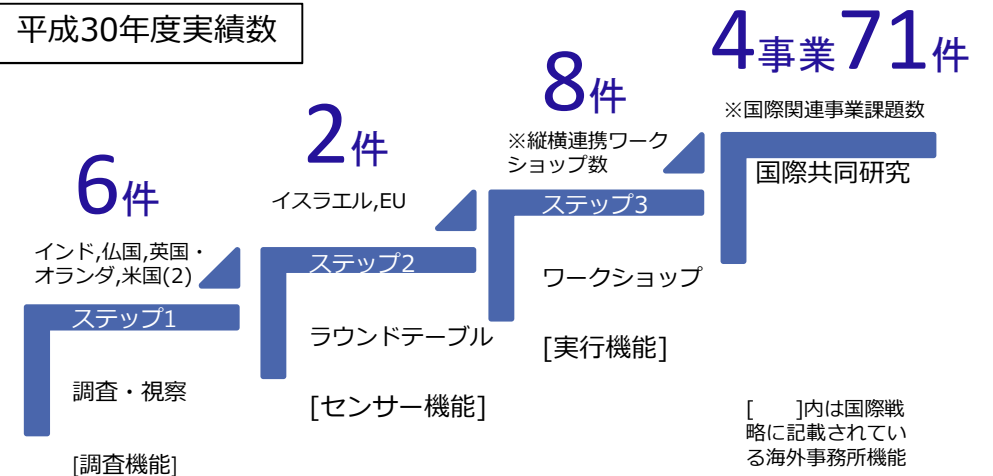 平成30年度実績数
6件
インド,仏国,英国・
オランダ,米国(2)
ステップ1
調査・視察
[調査機能]
2件
イスラエル,EU
ステップ2
ラウンドテーブル
[センサー機能]
8件
※縦横連携ワーク
ショップ数
ステップ3
ワークショップ
[実行機能]
4事業71件
※国際関連事業課題数
国際共同研究
[　　]内は国際戦
略に記載されてい
る海外事務所機能